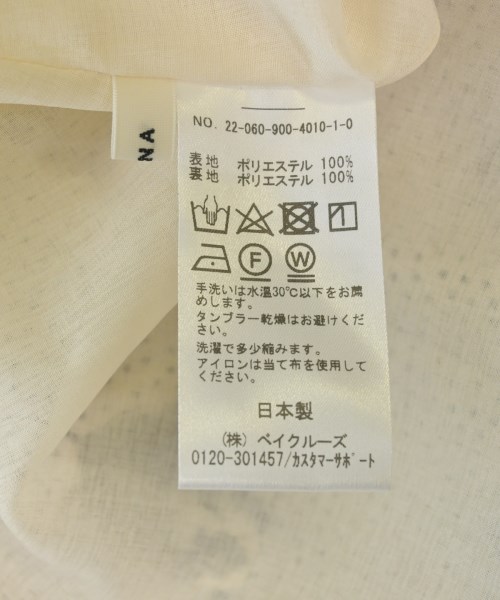 NA
NO. 22-060-900-4010-1-0
表地 ポリエステル 100%
裏地 ポリエステル 100%
F W
手洗いは水温30℃以下をお薦
めします。
タンブラー乾燥はお避けくだ
さい。
洗濯で多少縮みます。
アイロンは当て布を使用して
ください。
日本製
(株) ベイクルーズ
0120-301457/カスタマーサポート